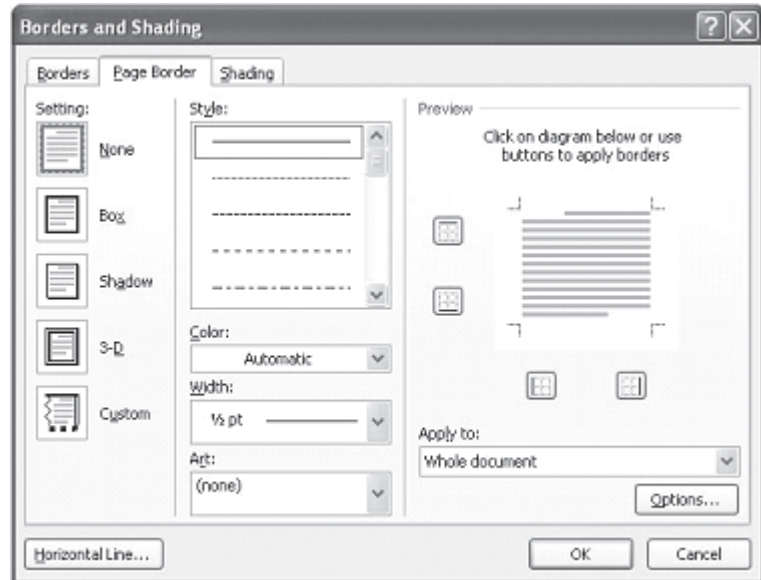 Borders and Shading
Borders
Page Border
Shading
Setting:
None
Box
Shadow
3-D
Custom
Style:
Color:
Automatic
Width:
½ pt
Art:
(none)
Preview
Click on diagram below or use
buttons to apply borders
Apply to:
Whole document
Options...
Horizontal Line...
OK
Cancel